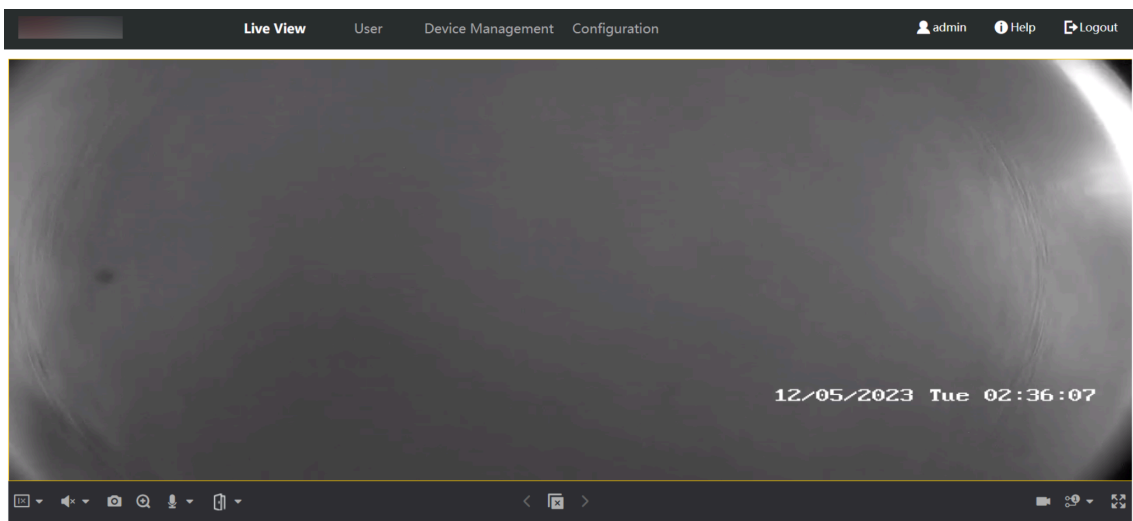 Live View User Device Management Configuration admin Help Logout
12/05/2023 Tue 02:36:07